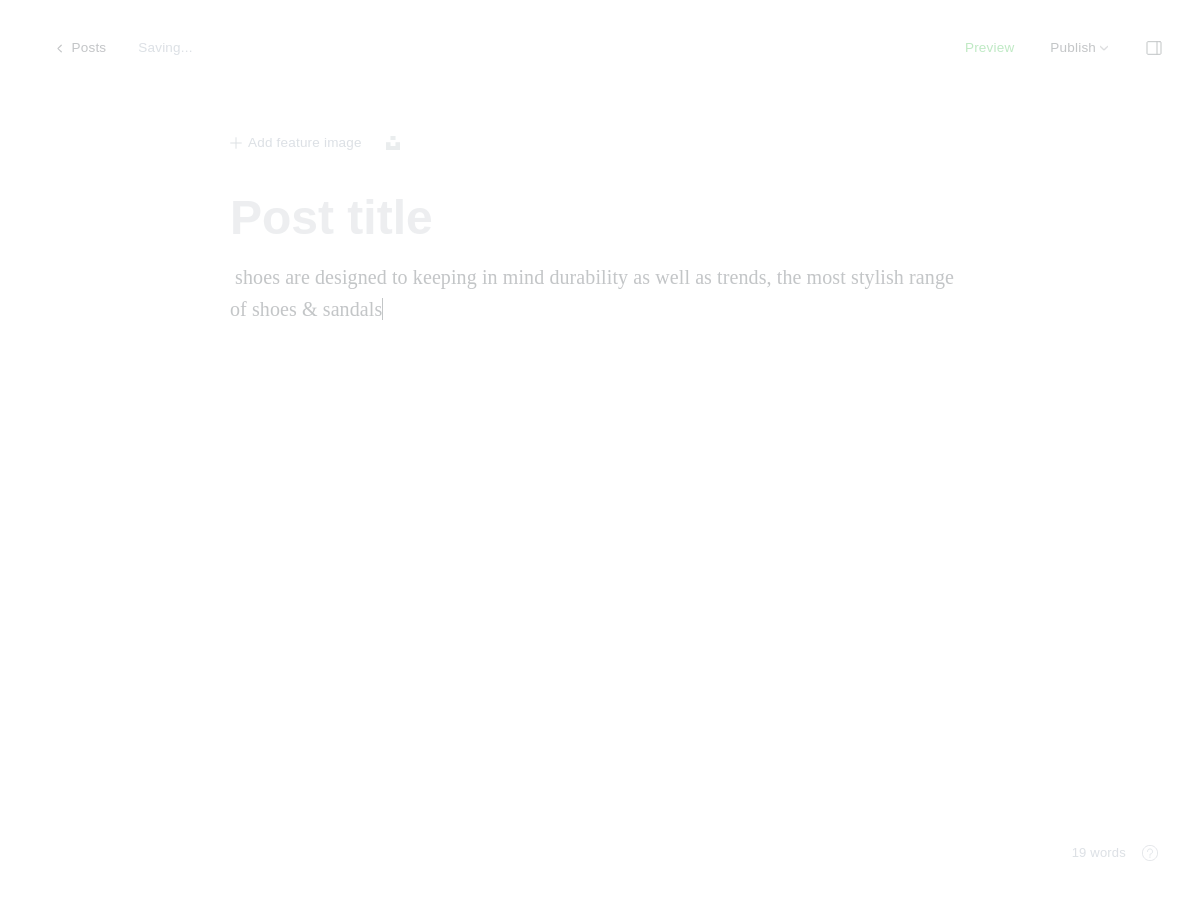 Posts
Saving...
Preview
Publish
Add feature image
Post title
shoes are designed to keeping in mind durability as well as trends, the most stylish range
of shoes & sandals
19 words